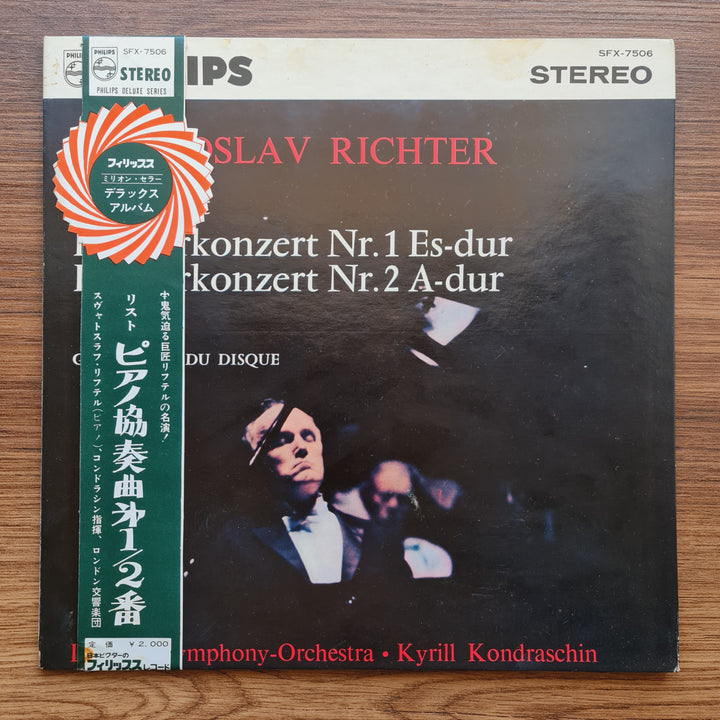 PHILIPS
SFX-7506
STEREO
PHILIPS DELUXE SERIES
フィリップス
ミリオン・セラー
デラックス
アルバム
鬼気迫る巨匠リフテルの名演!
リスト
ピアノ協奏曲第1/2番
スヴャトスラフ・リフテル(ピアノ)、コンドラシン指揮、ロンドン交響楽団
定価 ¥2,000
日本ビクターの
フィリップスレコード
IPS
SFX-7506
STEREO
OSLAV RICHTER
rkonzert Nr.1 Es-dur
rkonzert Nr.2 A-dur
G DU DISQUE
L ymphony-Orchestra • Kyrill Kondraschin